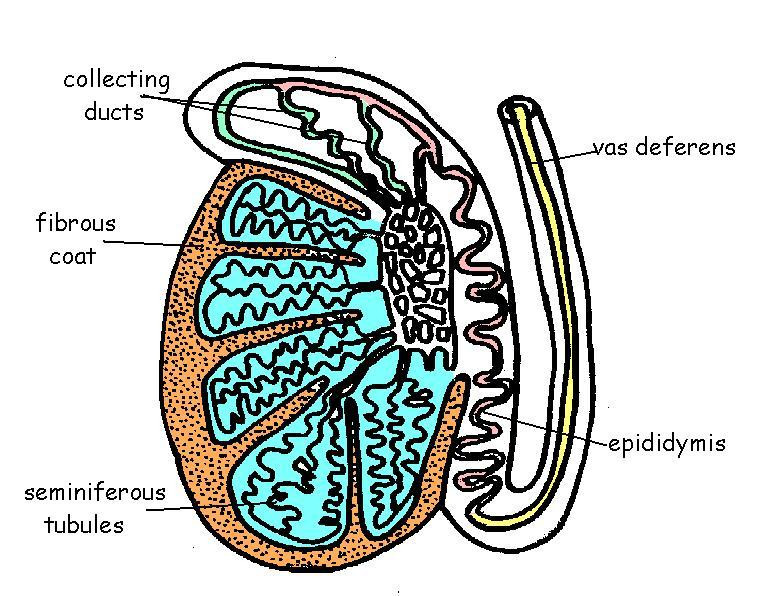 collecting
ducts
vas deferens
fibrous
coat
epididymis
seminiferous
tubules